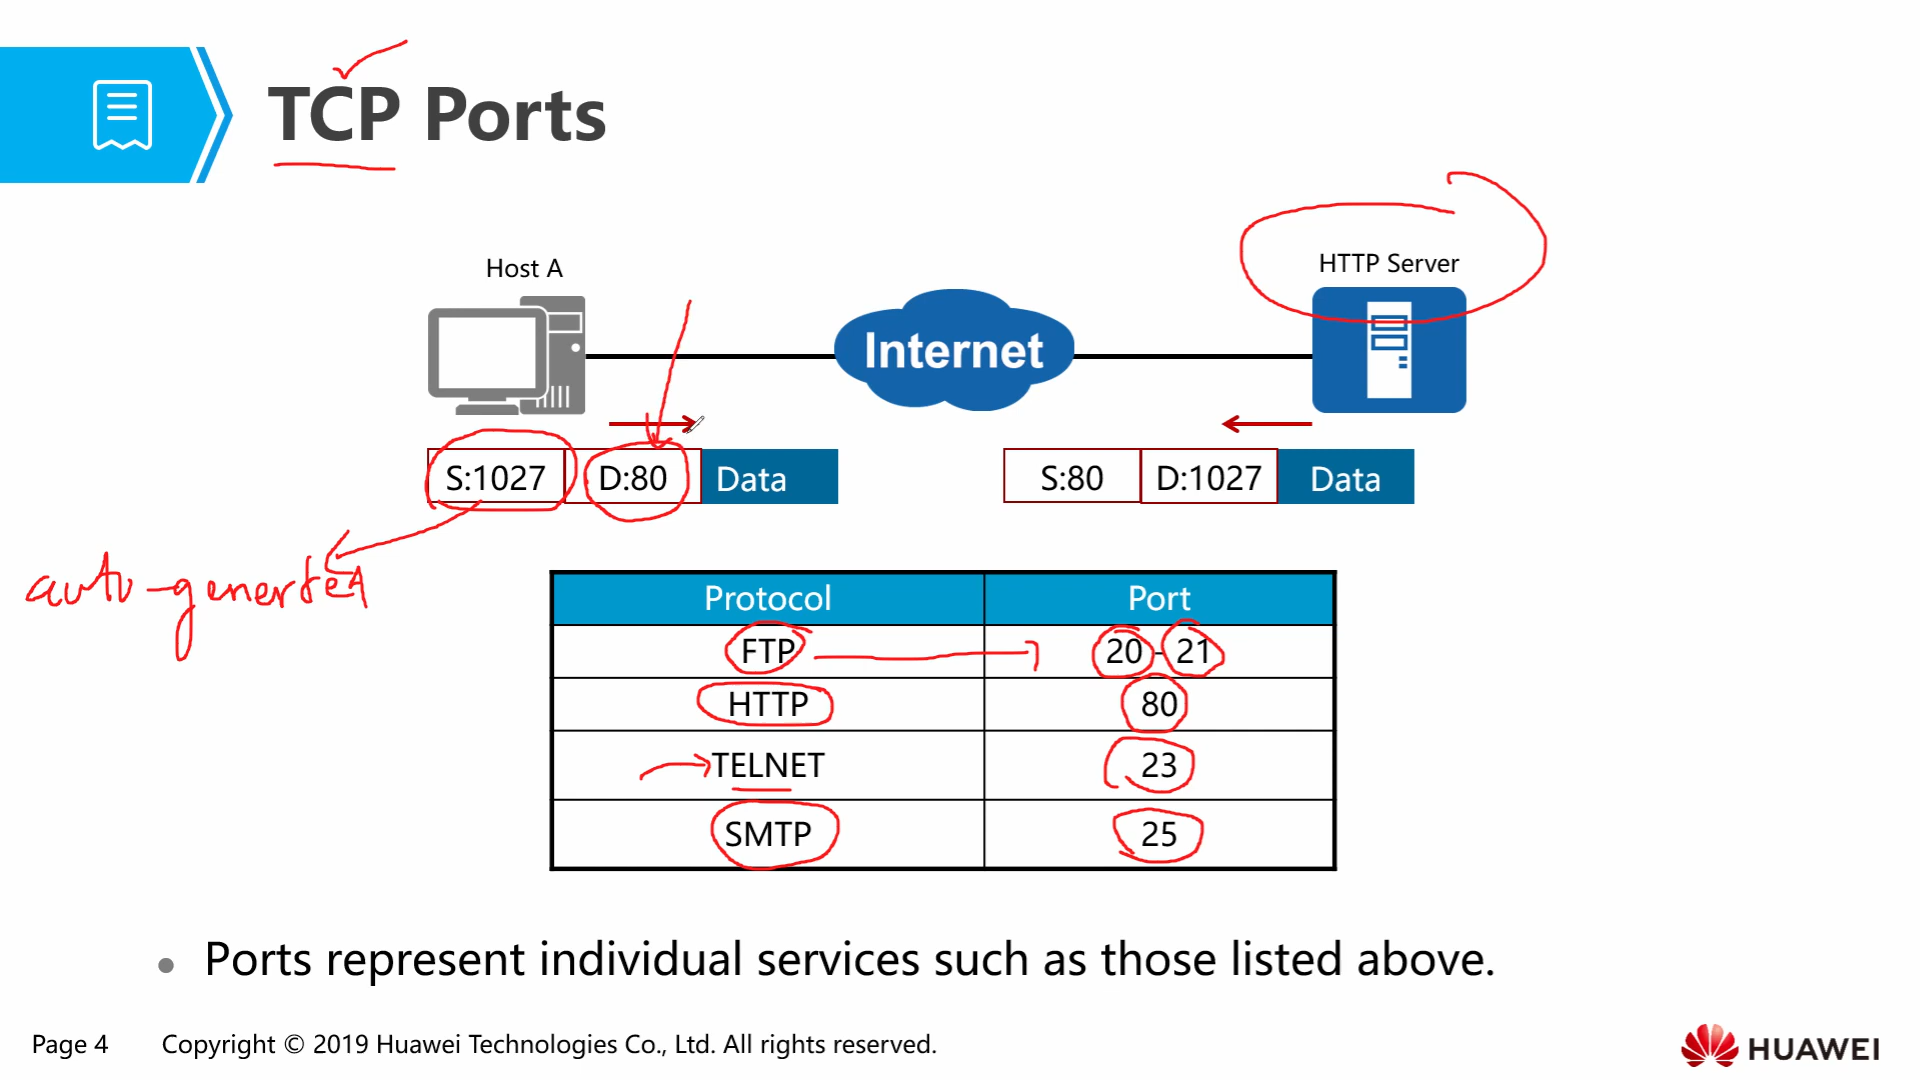 TCP Ports
Host A
HTTP Server
Internet
S:1027 D:80 Data
S:80 D:1027 Data
auto-generted
Protocol Port
FTP 20 - 21
HTTP 80
TELNET 23
SMTP 25
• Ports represent individual services such as those listed above.
Page 4 Copyright © 2019 Huawei Technologies Co., Ltd. All rights reserved.
HUAWEI